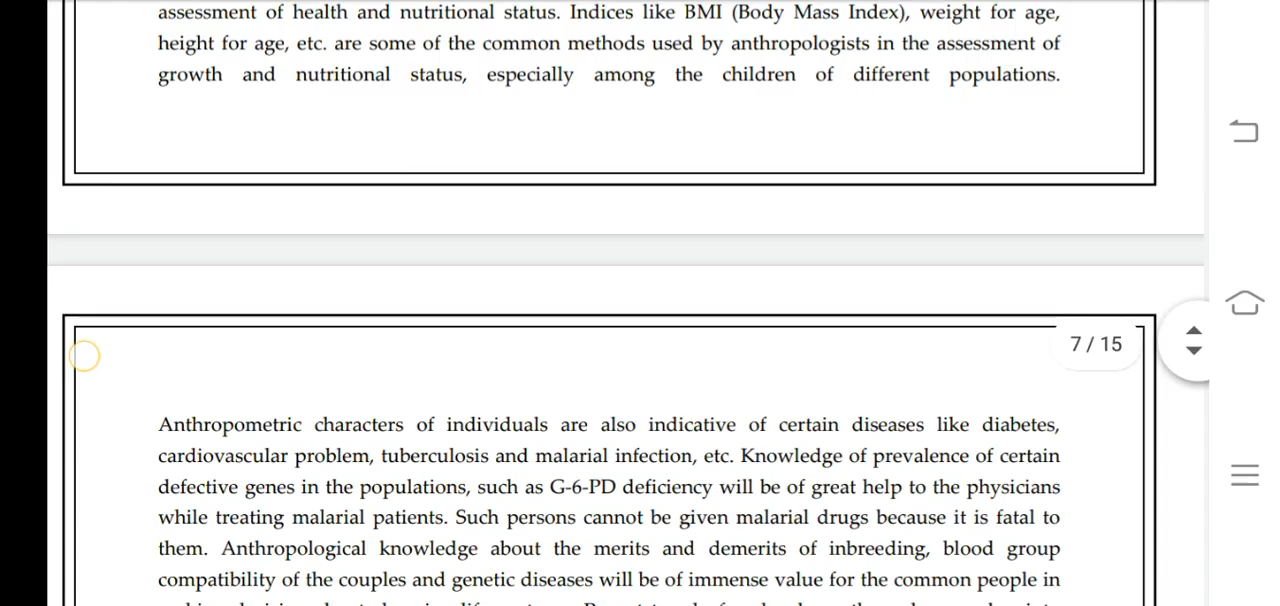 assessment of health and nutritional status. Indices like BMI (Body Mass Index), weight for age,
height for age, etc. are some of the common methods used by anthropologists in the assessment of
growth and nutritional status, especially among the children of different populations.
7 / 15
Anthropometric characters of individuals are also indicative of certain diseases like diabetes,
cardiovascular problem, tuberculosis and malarial infection, etc. Knowledge of prevalence of certain
defective genes in the populations, such as G-6-PD deficiency will be of great help to the physicians
while treating malarial patients. Such persons cannot be given malarial drugs because it is fatal to
them. Anthropological knowledge about the merits and demerits of inbreeding, blood group
compatibility of the couples and genetic diseases will be of immense value for the common people in